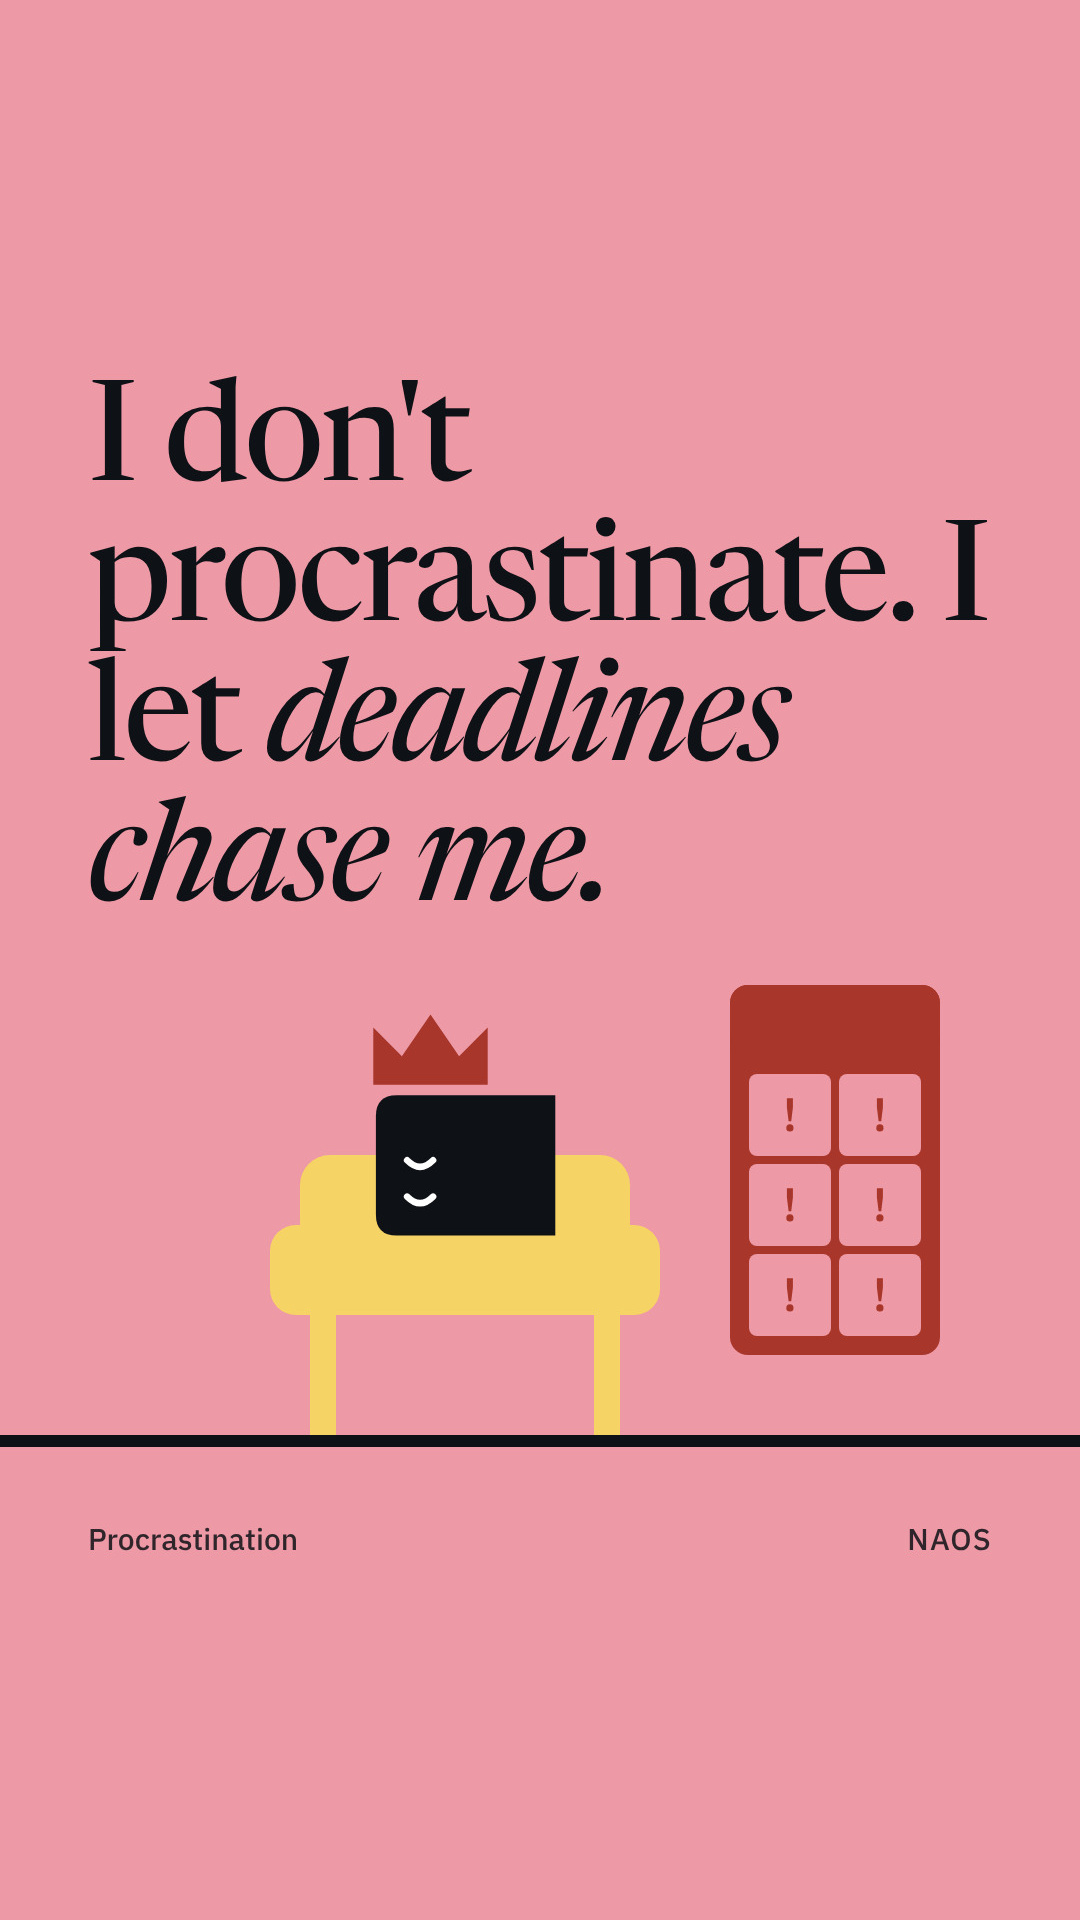 I don't
procrastinate. I
let deadlines
chase me.
! !
! !
! !
Procrastination
NAOS